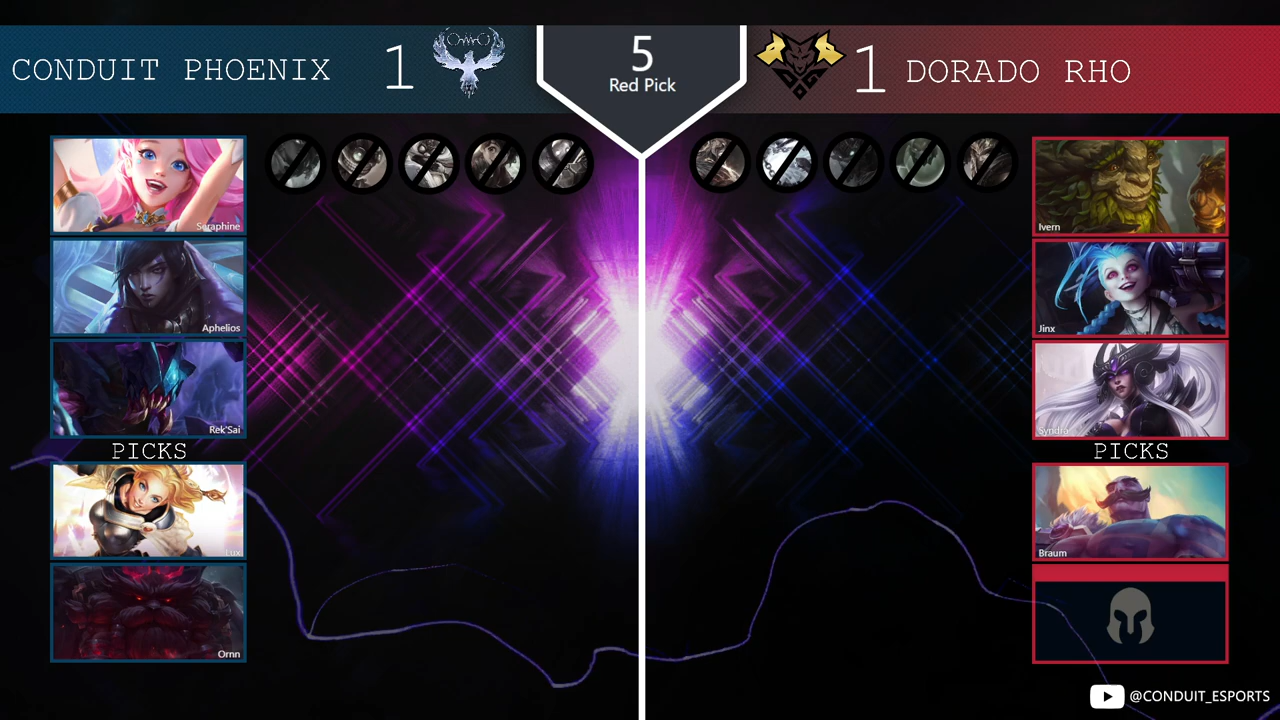 CONDUIT PHOENIX 1
5
Red Pick
1 DORADO RHO
Seraphine
Aphelios
Rek'Sai
PICKS
Lux
Ornn
Ivern
Jinx
Syndra
PICKS
Braum
@CONDUIT_ESPORTS